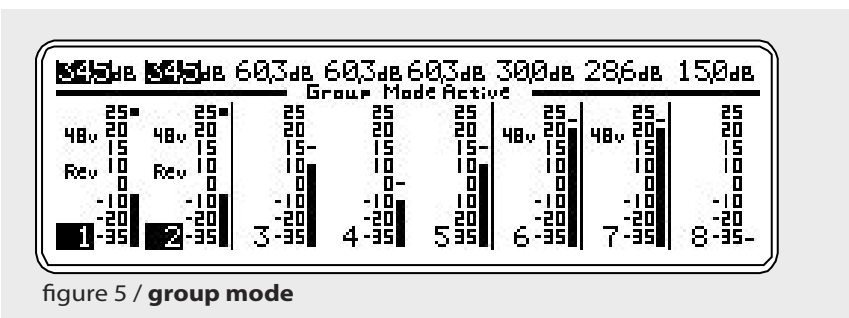 34,5dB 34,5dB 60,3dB 60,3dB 60,3dB 30,0dB 28,6dB 15,0dB
Group Mode Active
25 25 25 25 25 25 25 25
48v 20 48v 20 20 20 20 48v 20 48v 20 20
15 15 15 15 15 15 15 15
Rev 10 Rev 10 10 10 10 10 10 10
0 0 0 0 0 0 0 0
-10 -10 -10 -10 10 -10 -10 -10
-20 -20 -20 -20 20 -20 -20 -20
1 -35 2 -35 3 -35 4 -35 5 35 6 -35 7 -35 8 -35
figure 5 / group mode